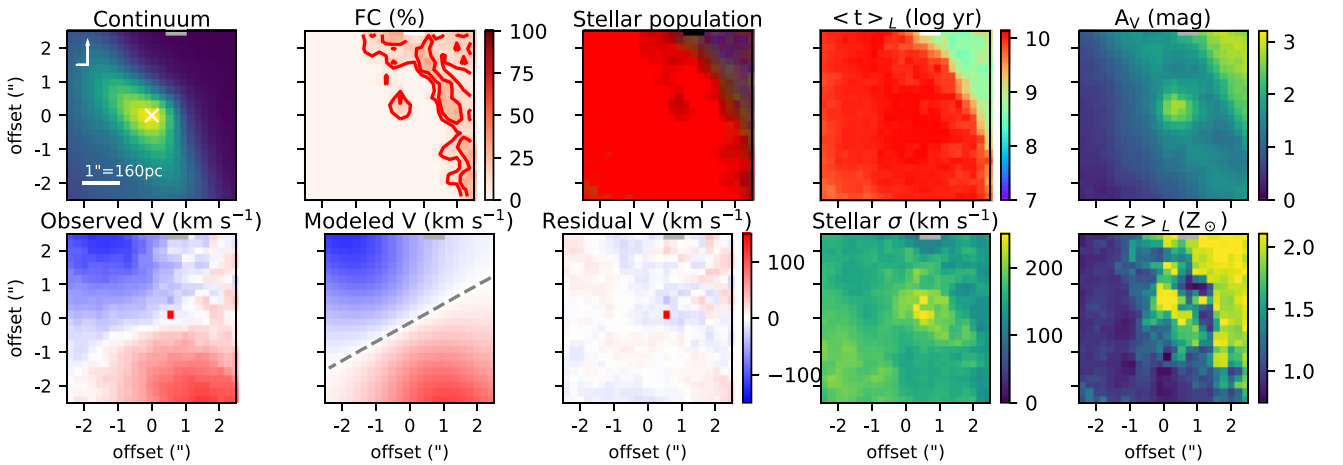 Continuum
FC (%)
Stellar population
< t > L (log yr)
A_V (mag)
offset (")
2
1
0
-1
-2
1"=160pc
100
75
50
25
0
10
9
8
7
3
2
1
0
Observed V (km s⁻¹)
Modeled V (km s⁻¹)
Residual V (km s⁻¹)
Stellar σ (km s⁻¹)
< z > L (Z⊙)
offset (")
2
1
0
-1
-2
100
0
−100
200
100
0
2.0
1.5
1.0
-2 -1 0 1 2
-2 -1 0 1 2
-2 -1 0 1 2
-2 -1 0 1 2
-2 -1 0 1 2
offset (")
offset (")
offset (")
offset (")
offset (")